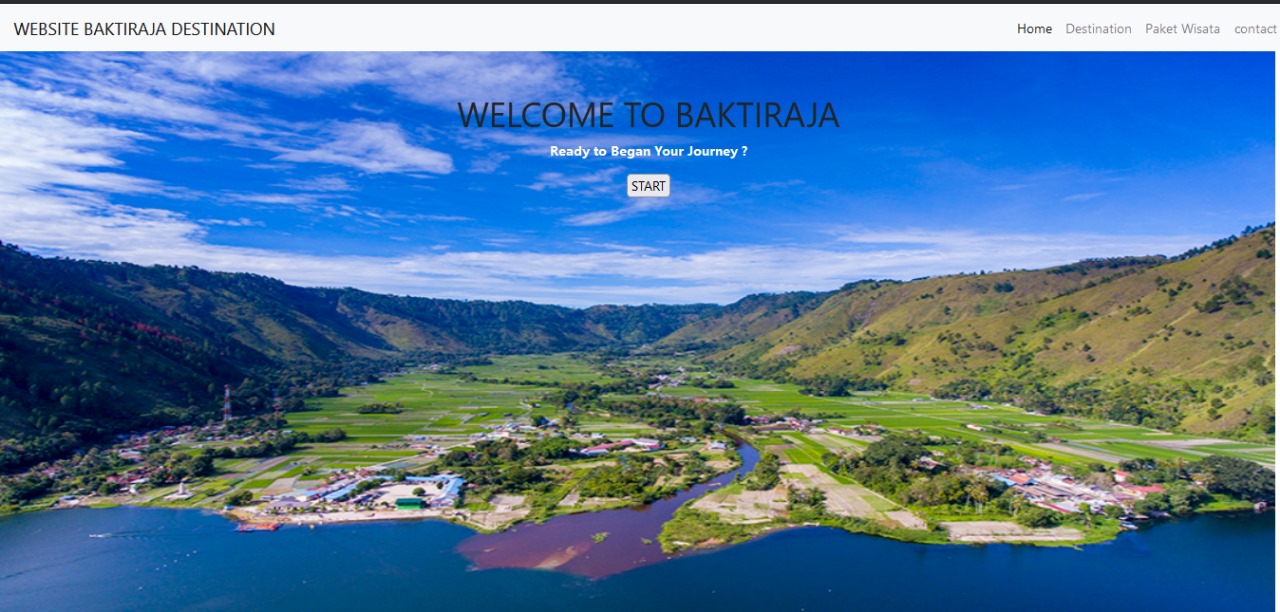 WEBSITE BAKTIRAJA DESTINATION
Home Destination Paket Wisata contact
WELCOME TO BAKTIRAJA
Ready to Began Your Journey ?
START